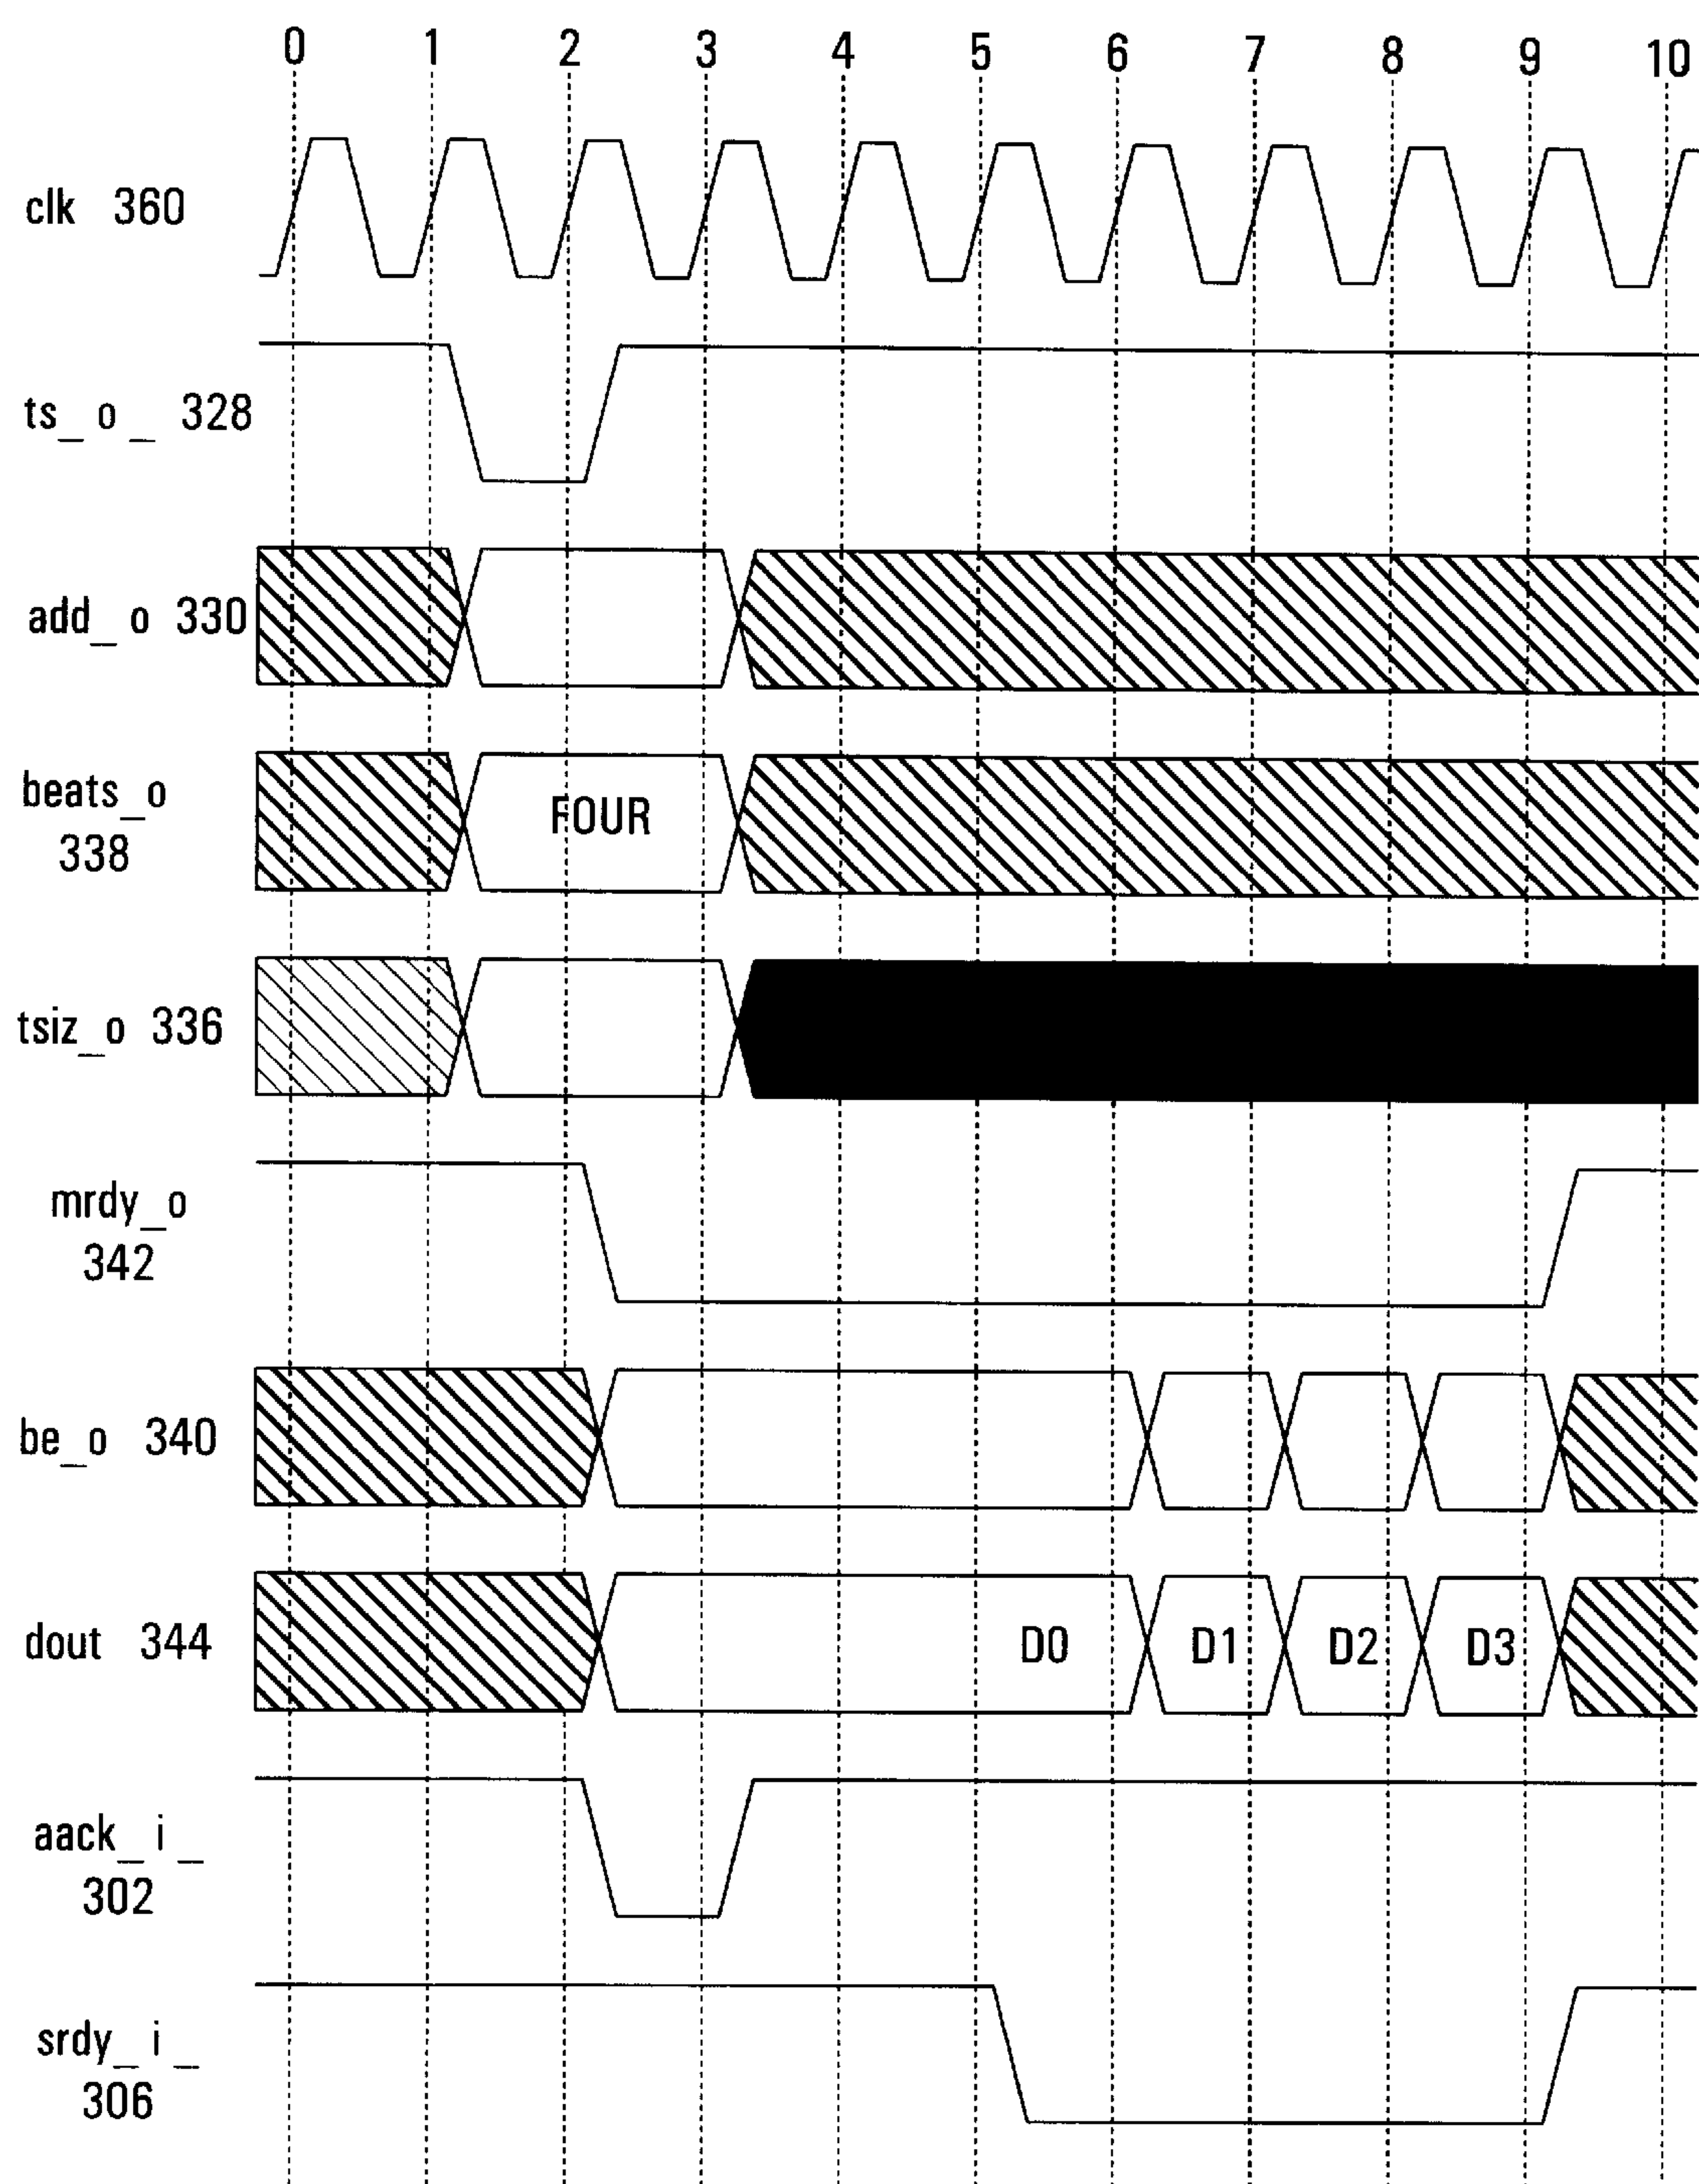 0 1 2 3 4 5 6 7 8 9 10
clk 360
ts_o_ 328
add_o 330
beats_o
338
FOUR
tsiz_o 336
mrdy_o
342
be_o 340
dout 344
D0 D1 D2 D3
aack_i_
302
srdy_i_
306